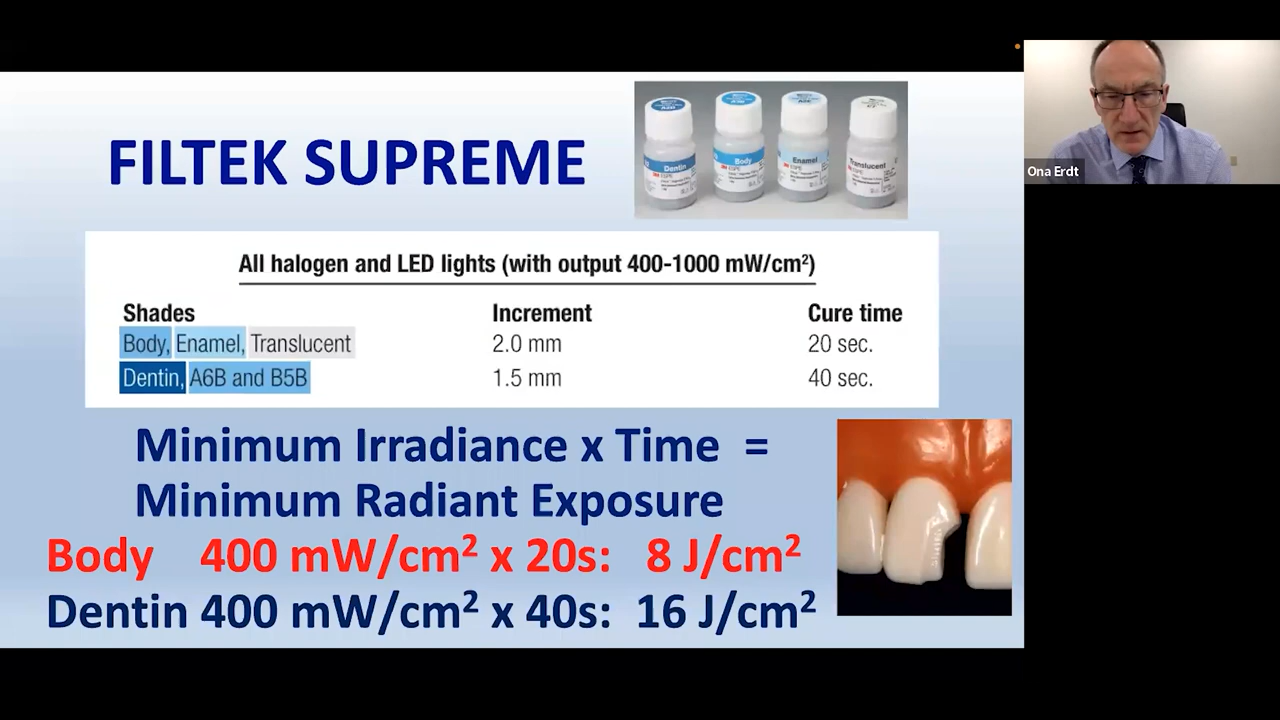 FILTEK SUPREME
Dentin
Body
Enamel
Translucent
3M ESPE
Ona Erdt
All halogen and LED lights (with output 400-1000 mW/cm²)
Shades Increment Cure time
Body, Enamel, Translucent 2.0 mm 20 sec.
Dentin, A6B and B5B 1.5 mm 40 sec.
Minimum Irradiance x Time =
Minimum Radiant Exposure
Body 400 mW/cm² x 20s: 8 J/cm²
Dentin 400 mW/cm² x 40s: 16 J/cm²